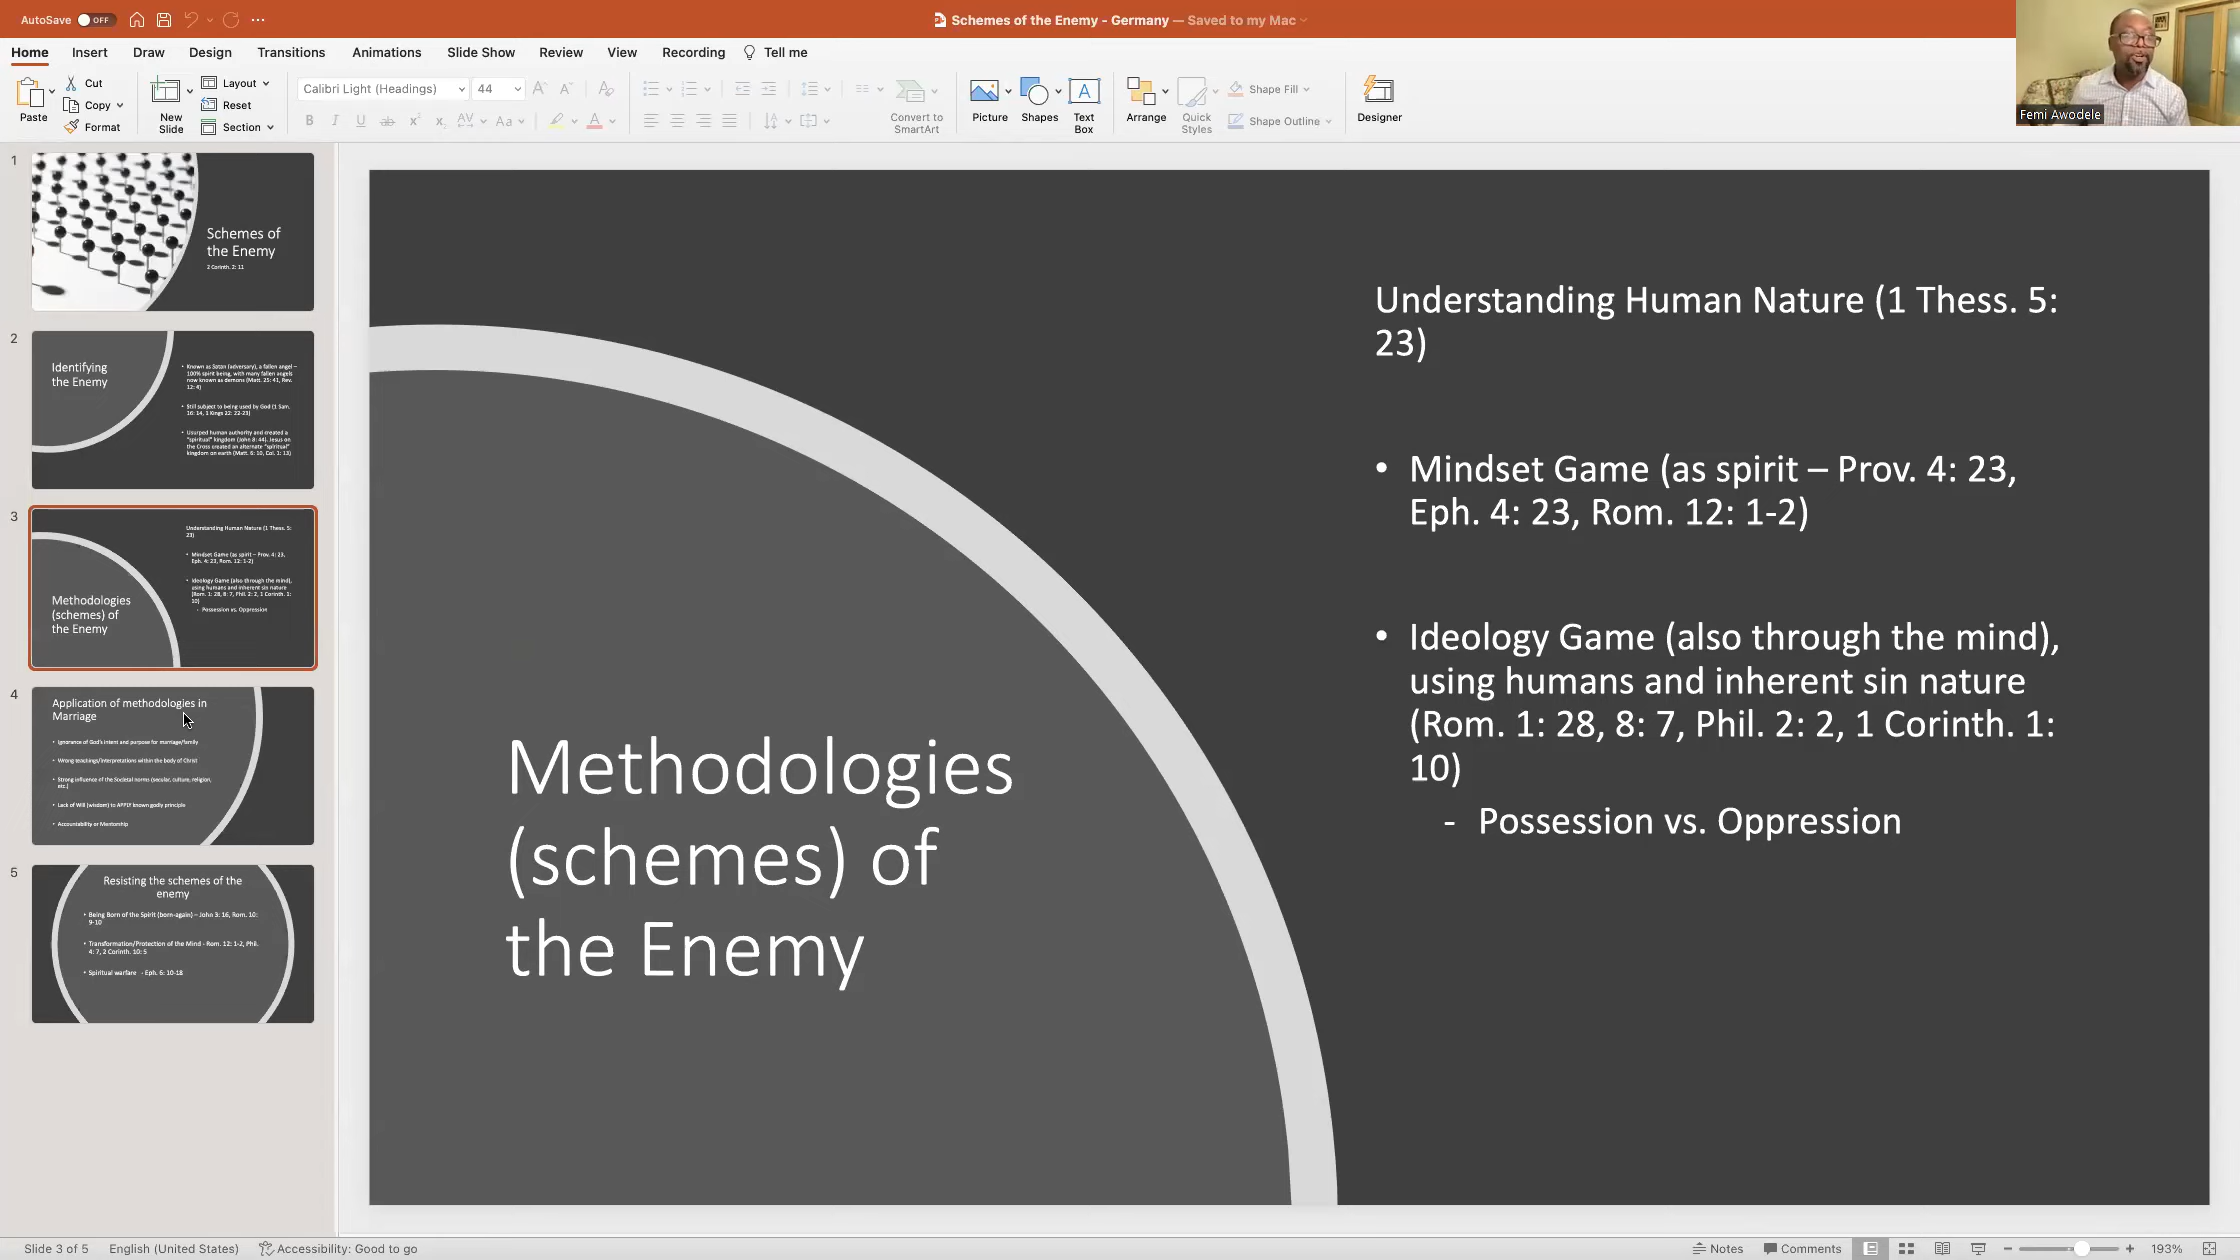 AutoSave OFF
Schemes of the Enemy - Germany — Saved to my Mac
Home Insert Draw Design Transitions Animations Slide Show Review View Recording Tell me
Paste
Cut
Copy
Format
New
Slide
Layout
Reset
Section
Calibri Light (Headings) 44
Convert to
SmartArt
Picture
Shapes
Text
Box
Arrange
Quick
Styles
Shape Fill
Shape Outline
Designer
Femi Awodele
1
Schemes of
the Enemy
2 Corinth. 2: 11
2
Identifying
the Enemy
• Known as Satan (adversary), a fallen angel –
100% spirit being, with many fallen angels
now known as demons (Matt. 25: 41, Rev.
12: 4)
• Still subject to being used by God (1 Sam.
16: 14, 1 Kings 22: 22-23)
• Usurped human authority and created a
"spiritual" kingdom (John 8: 44). Jesus on
the Cross created an alternate "spiritual"
kingdom on earth (Matt. 6: 10, Col. 1: 13)
3
Understanding Human Nature (1 Thess. 5:
23)
• Mindset Game (as spirit – Prov. 4: 23,
Eph. 4: 23, Rom. 12: 1-2)
• Ideology Game (also through the mind),
using humans and inherent sin nature
(Rom. 1: 28, 8: 7, Phil. 2: 2, 1 Corinth. 1:
10)
- Possession vs. Oppression
Methodologies
(schemes) of
the Enemy
4
Application of methodologies in
Marriage
• Ignorance of God's intent and purpose for marriage/family
• Wrong teachings/interpretations within the body of Christ
• Strong influence of the Societal norms (secular, culture, religion,
etc.)
• Lack of Will (wisdom) to APPLY known godly principle
• Accountability or Mentorship
5
Resisting the schemes of the
enemy
• Being Born of the Spirit (born-again) – John 3: 16, Rom. 10:
9-10
• Transformation/Protection of the Mind - Rom. 12: 1-2, Phil.
4: 7, 2 Corinth. 10: 5
• Spiritual warfare - Eph. 6: 10-18
Understanding Human Nature (1 Thess. 5:
23)
• Mindset Game (as spirit – Prov. 4: 23,
Eph. 4: 23, Rom. 12: 1-2)
• Ideology Game (also through the mind),
using humans and inherent sin nature
(Rom. 1: 28, 8: 7, Phil. 2: 2, 1 Corinth. 1:
10)
- Possession vs. Oppression
Methodologies
(schemes) of
the Enemy
Slide 3 of 5 English (United States) Accessibility: Good to go
Notes Comments 193%